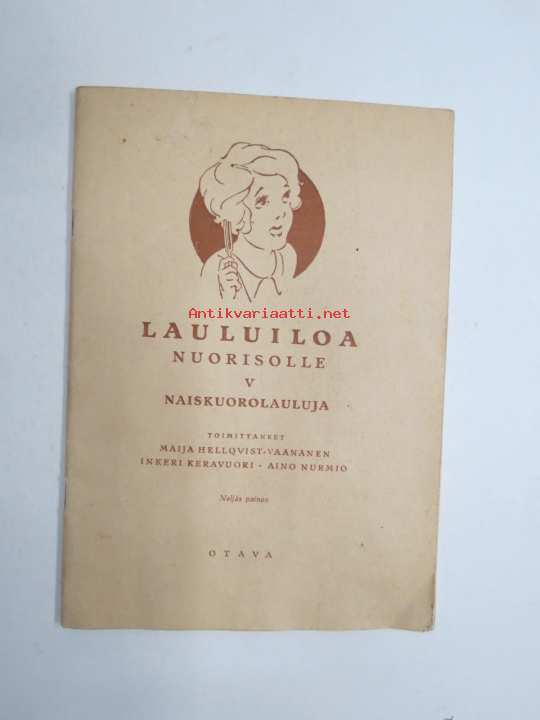 Antikvariaatti.net
LAULUILOA
NUORISOLLE
V
NAISKUOROLAULUJA
TOIMITTANEET
MAIJA HELLQVIST-VÄÄNÄNEN
INKERI KERAVUORI - AINO NURMIO
Neljäs painos
OTAVA